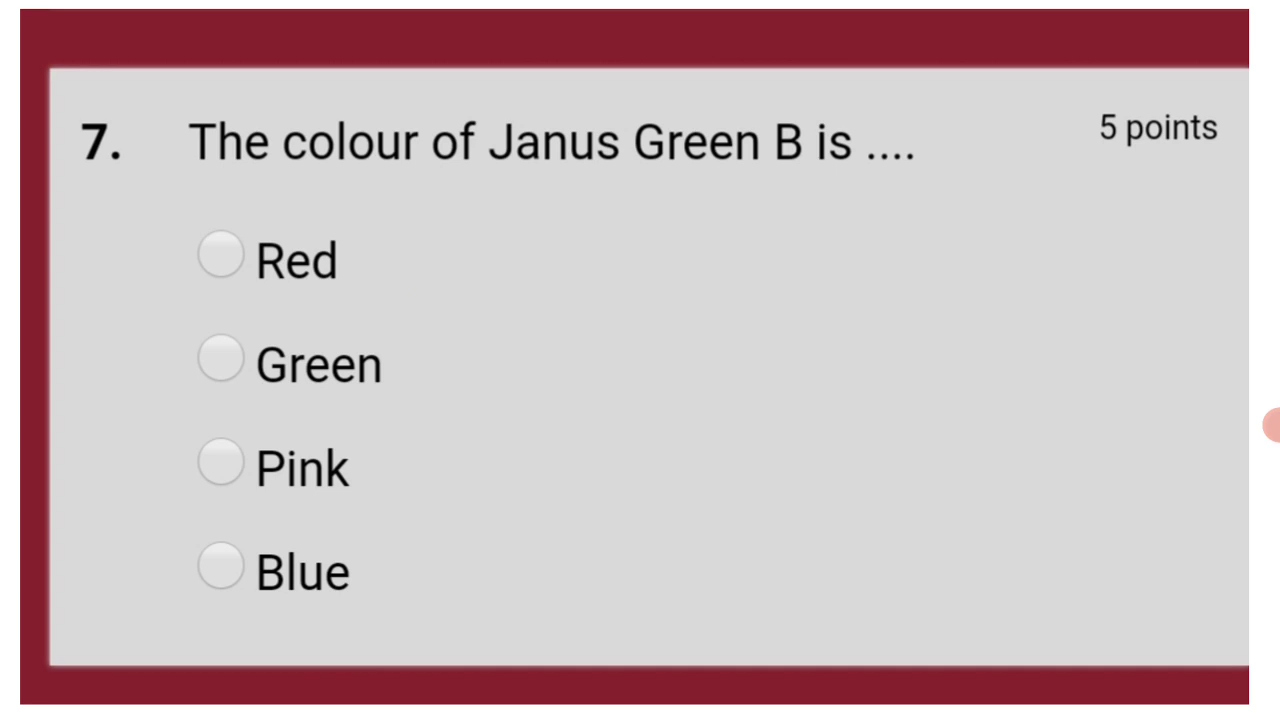 7. The colour of Janus Green B is .... 5 points
Red
Green
Pink
Blue